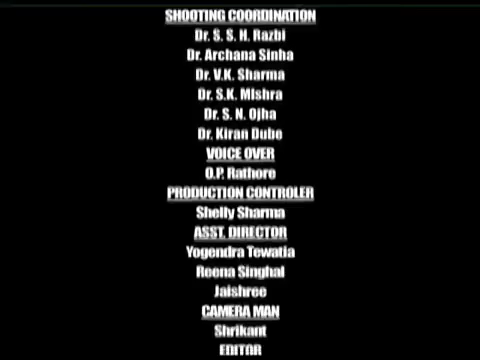 SHOOTING COORDINATION
Dr. S. S. H. Razbi
Dr. Archana Sinha
Dr. V.K. Sharma
Dr. S.K. MIshra
Dr. S. N. Ojha
Dr. Kiran Dube
VOICE OVER
O.P. Rathore
PRODUCTION CONTROLER
Shelly Sharma
ASST. DIRECTOR
Yogendra Tewatia
Reena Singhal
Jaishree
CAMERA MAN
Shrikant
EDITOR